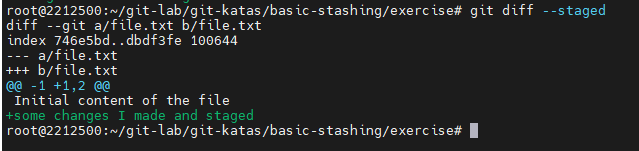 root@2212500:~/git-lab/git-katas/basic-stashing/exercise# git diff --staged
diff --git a/file.txt b/file.txt
index 746e5bd..dbdf3fe 100644
--- a/file.txt
+++ b/file.txt
@@ -1 +1,2 @@
 Initial content of the file
+some changes I made and staged
root@2212500:~/git-lab/git-katas/basic-stashing/exercise#